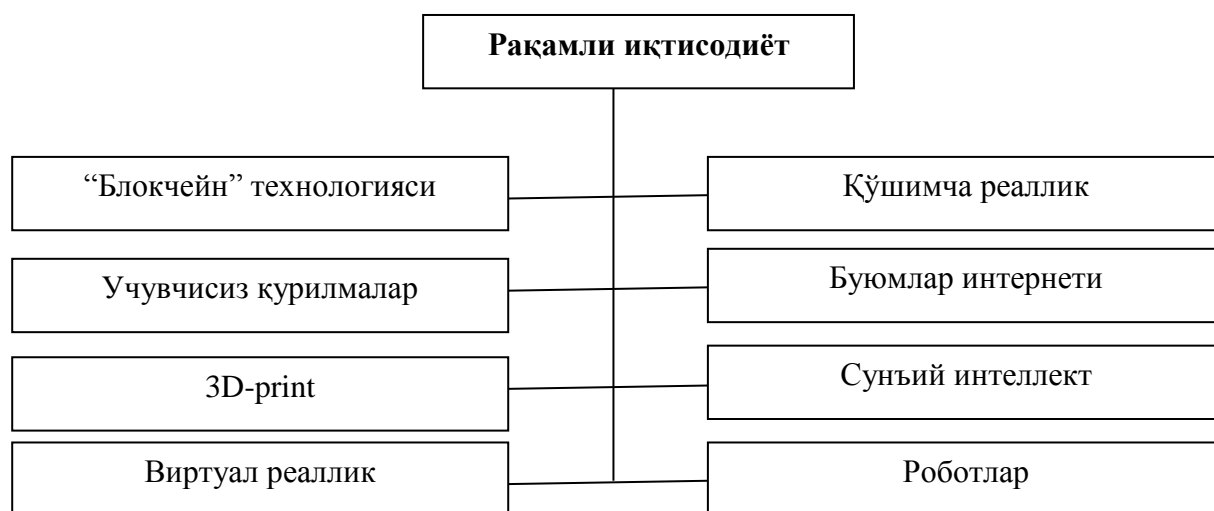 Рақамли иқтисодиёт
“Блокчейн” технологияси
Қўшимча реаллик
Учувчисиз қурилмалар
Буюмлар интернети
3D-print
Сунъий интеллект
Виртуал реаллик
Роботлар